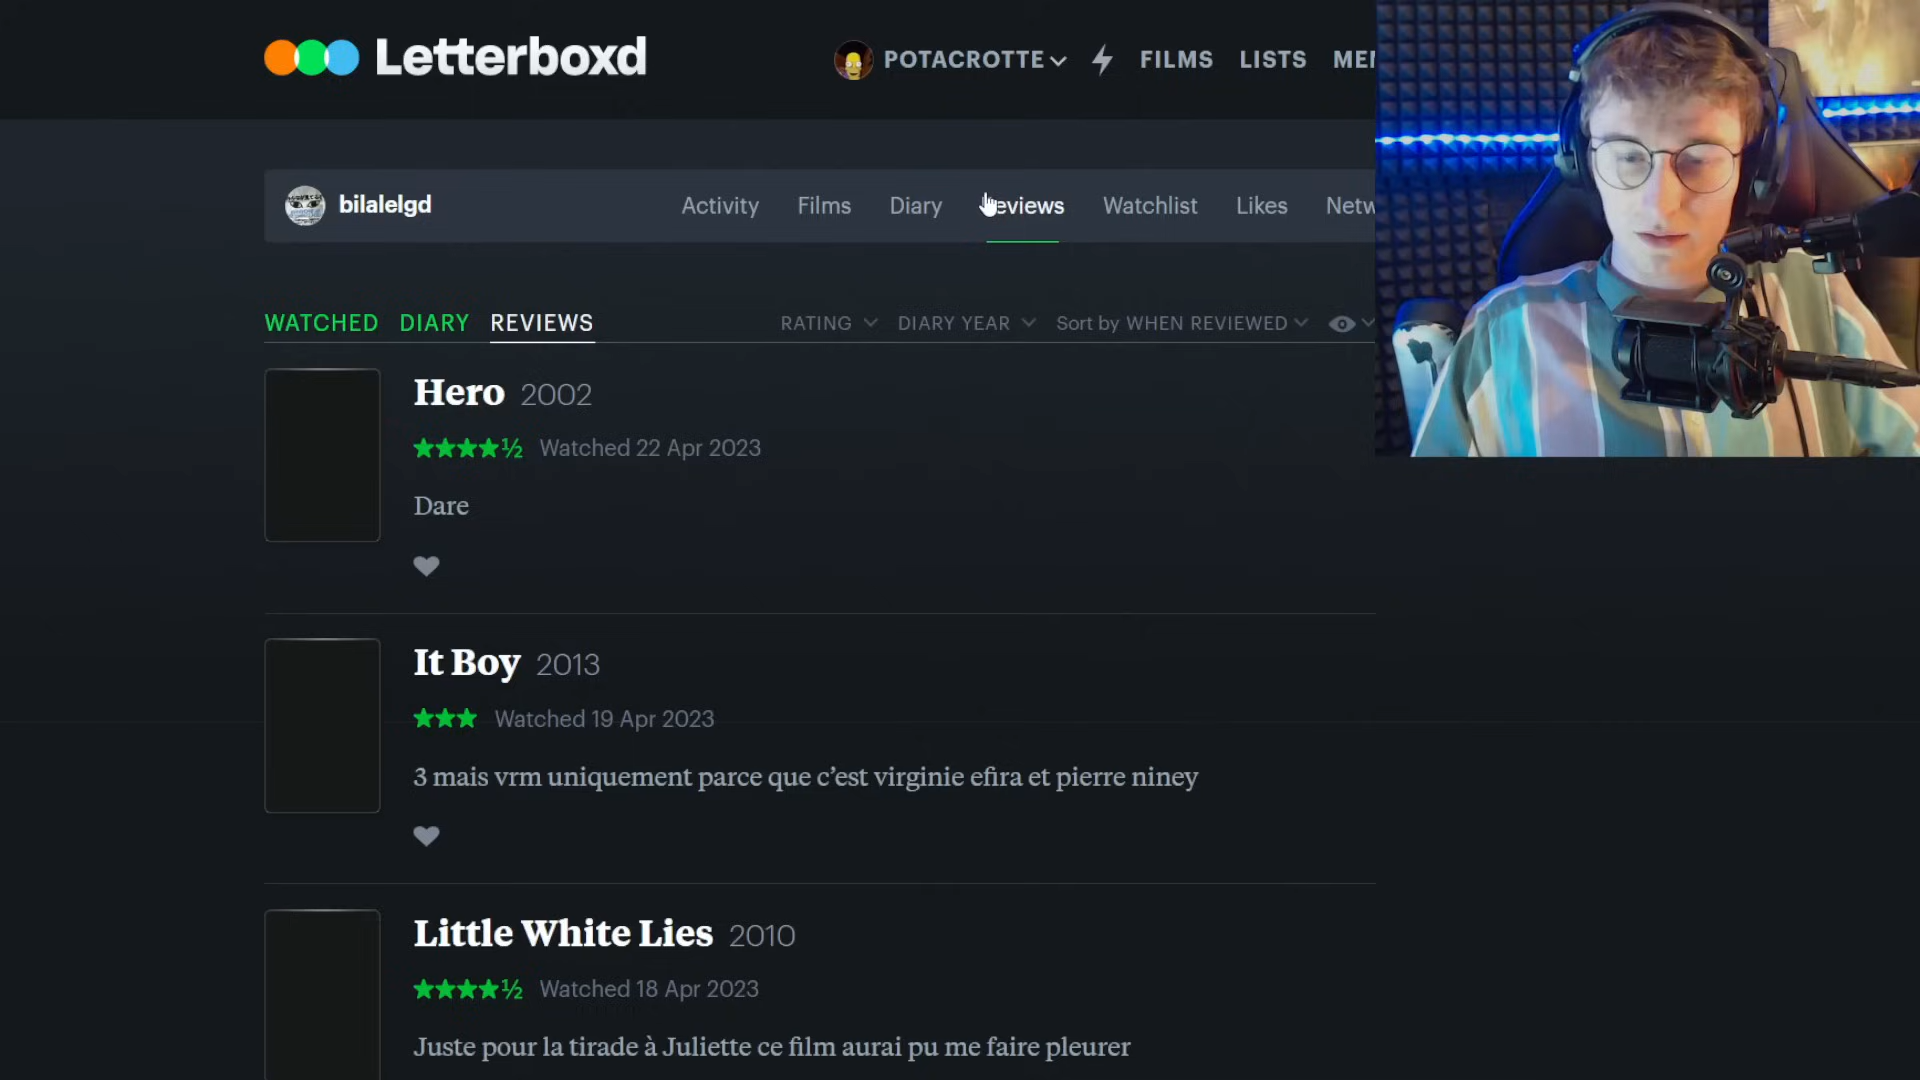 Letterboxd
POTACROTTE FILMS LISTS
bilalelgd Activity Films Diary Reviews Watchlist Likes
WATCHED DIARY REVIEWS RATING DIARY YEAR Sort by WHEN REVIEWED
Hero 2002
★★★★½ Watched 22 Apr 2023
Dare
It Boy 2013
★★★ Watched 19 Apr 2023
3 mais vrm uniquement parce que c’est virginie efira et pierre niney
Little White Lies 2010
★★★★½ Watched 18 Apr 2023
Juste pour la tirade à Juliette ce film aurai pu me faire pleurer